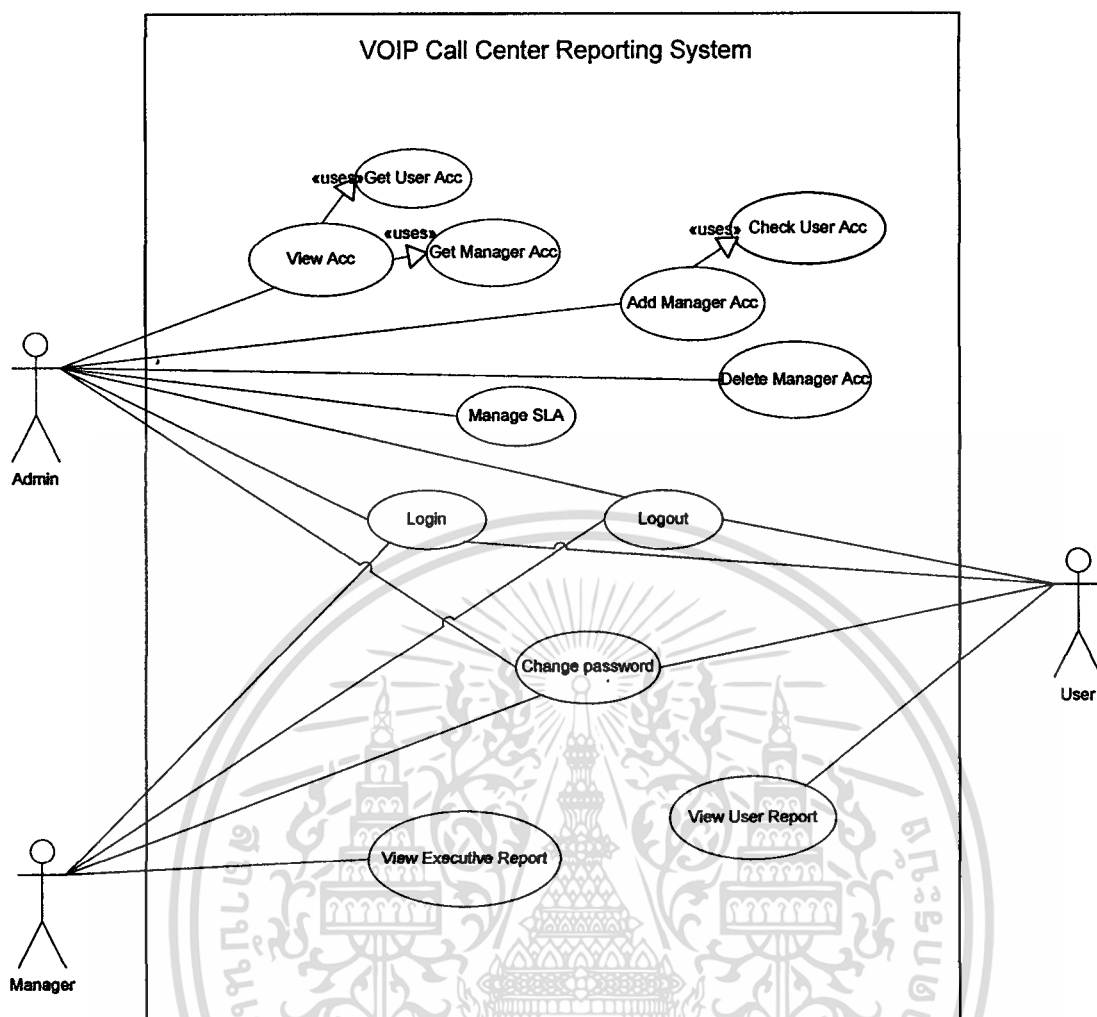 VOIP Call Center Reporting System
«uses»
Get User Acc
«uses»
Get Manager Acc
View Acc
«uses»
Check User Acc
Add Manager Acc
Delete Manager Acc
Manage SLA
Admin
Login
Logout
Change password
User
View User Report
View Executive Report
Manager